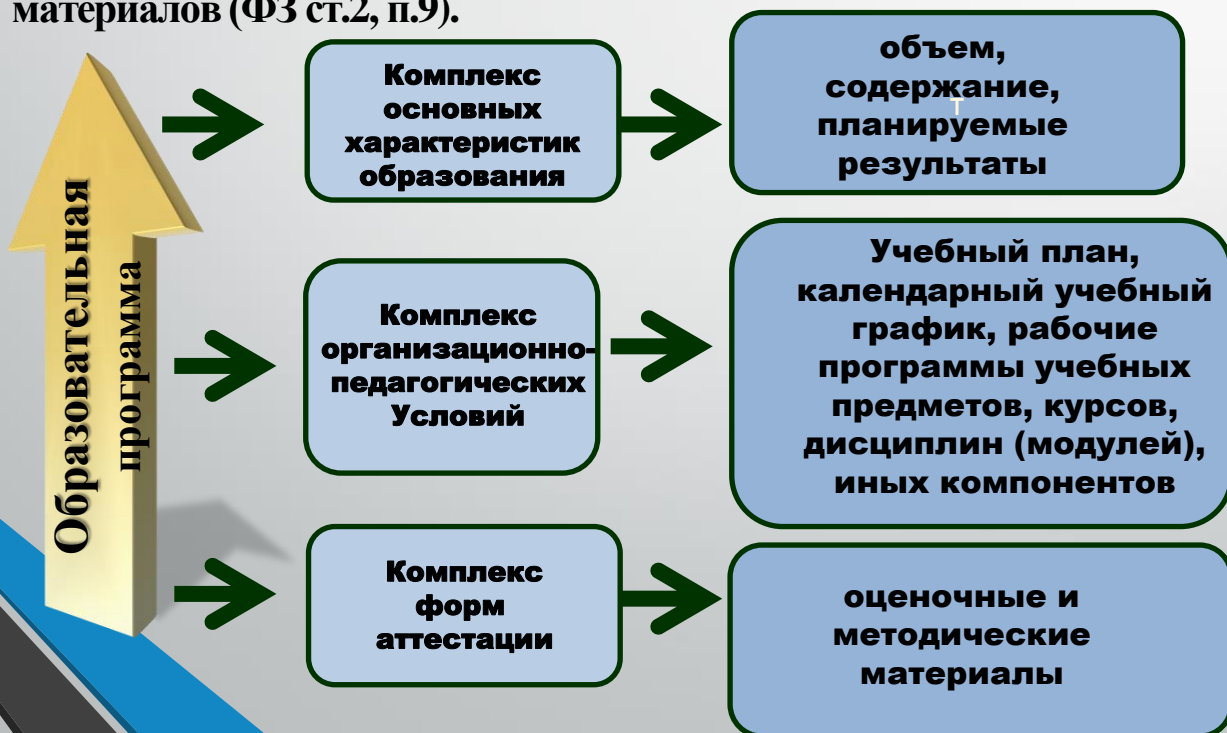 материалов (ФЗ ст.2, п.9).
Образовательная
программа
Комплекс
основных
характеристик
образования
объем,
содержание,
планируемые
результаты
т
Комплекс
организационно-
педагогических
Условий
Учебный план,
календарный учебный
график, рабочие
программы учебных
предметов, курсов,
дисциплин (модулей),
иных компонентов
Комплекс
форм
аттестации
оценочные и
методические
материалы